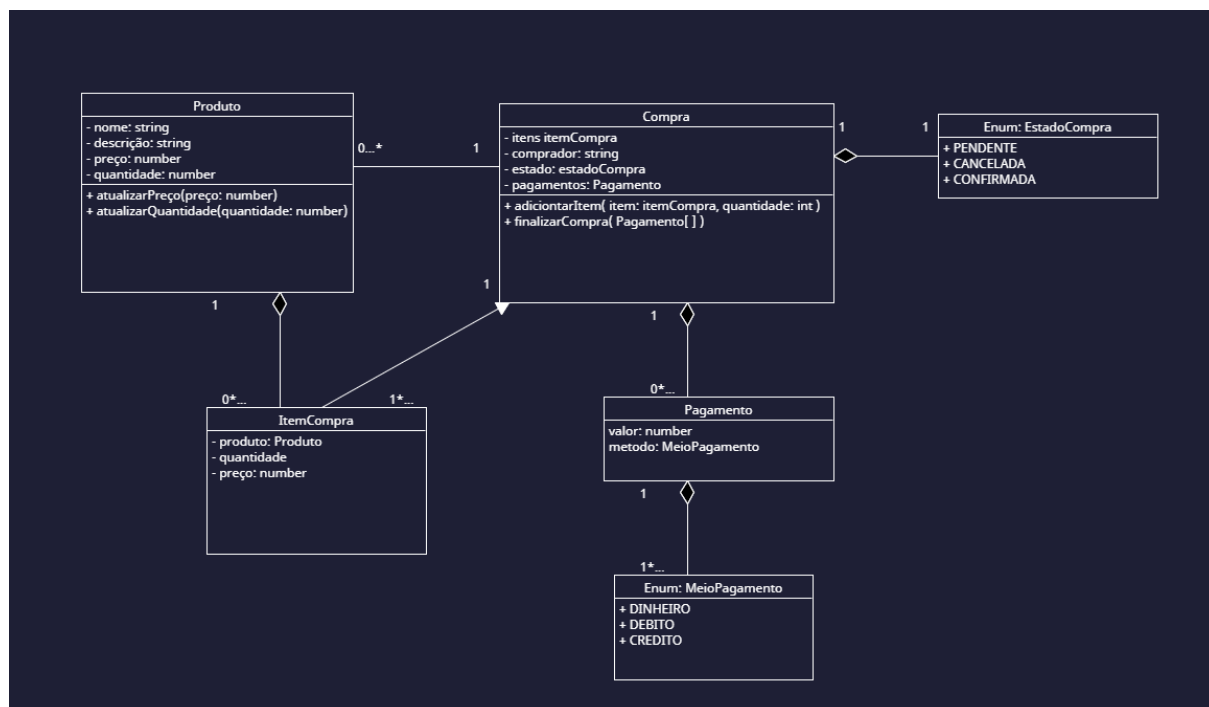 Produto
- nome: string
- descrição: string
- preço: number
- quantidade: number
+ atualizarPreço(preço: number)
+ atualizarQuantidade(quantidade: number)
0...*
1
Compra
- itens itemCompra
- comprador: string
- estado: estadoCompra
- pagamentos: Pagamento
+ adiciontarItem( item: itemCompra, quantidade: int )
+ finalizarCompra( Pagamento[ ] )
1
1
Enum: EstadoCompra
+ PENDENTE
+ CANCELADA
+ CONFIRMADA
1
1
1
0*...
1*...
ItemCompra
- produto: Produto
- quantidade
- preço: number
0*...
Pagamento
valor: number
metodo: MeioPagamento
1
1*...
Enum: MeioPagamento
+ DINHEIRO
+ DEBITO
+ CREDITO